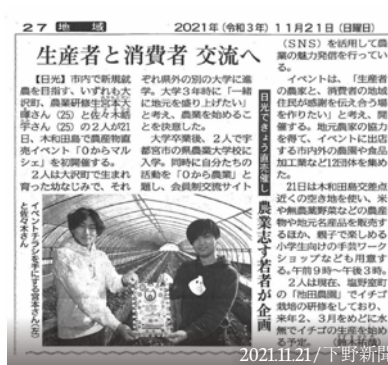 27 地域 2021年(令和3年)11月21日(日曜日)
生産者と消費者 交流へ
日光できょう直売催し
農業志す若者が企画
【日光】市内で新規就
農を目指す、いずれも大
沢町、農業研修生宮本大
暉さん(25)と佐々木結
宇さん(25)の2人が21
日、木和田島で農産物直
売イベント「0からマル
シェ」を初開催する。
2人は大沢町で生まれ
育った幼なじみで、それ
ぞれ県外の別の大学に進
学。大学3年時に「一緒
に地元を盛り上げたい」
と考え、農業を始めるこ
とを決意した。
大学卒業後、2人で宇
都宮市の県農業大学校に
入学。同時に自分たちの
活動を「0から農業」と
題し、会員制交流サイト
(SNS)を活用して農
業の魅力発信を行ってい
る。
イベントは、「生産者
の農家と、消費者の地域
住民が感謝を伝え合う場
を作りたい」と考え、開
催する。地元農家の協力
を得て、イベントに出店
する市内外の農園や食品
加工業など12団体を集め
た。
21日は木和田島交差点
近くの空き地を使い、米
や無農薬野菜などの農産
物や地元名産品を販売す
るほか、親子で楽しめる
小学生向けの手芸ワーク
ショップなども用意す
る。午前9時〜午後3時。
2人は現在、塩野室町
の「池田農園」でイチゴ
栽培の研修をしており、
来年2、3月をめどに水
無でイチゴの生産を始め
る予定。
イベントチラシを手にする宮本さん(左)
と佐々木さん
2021.11.21/下野新聞